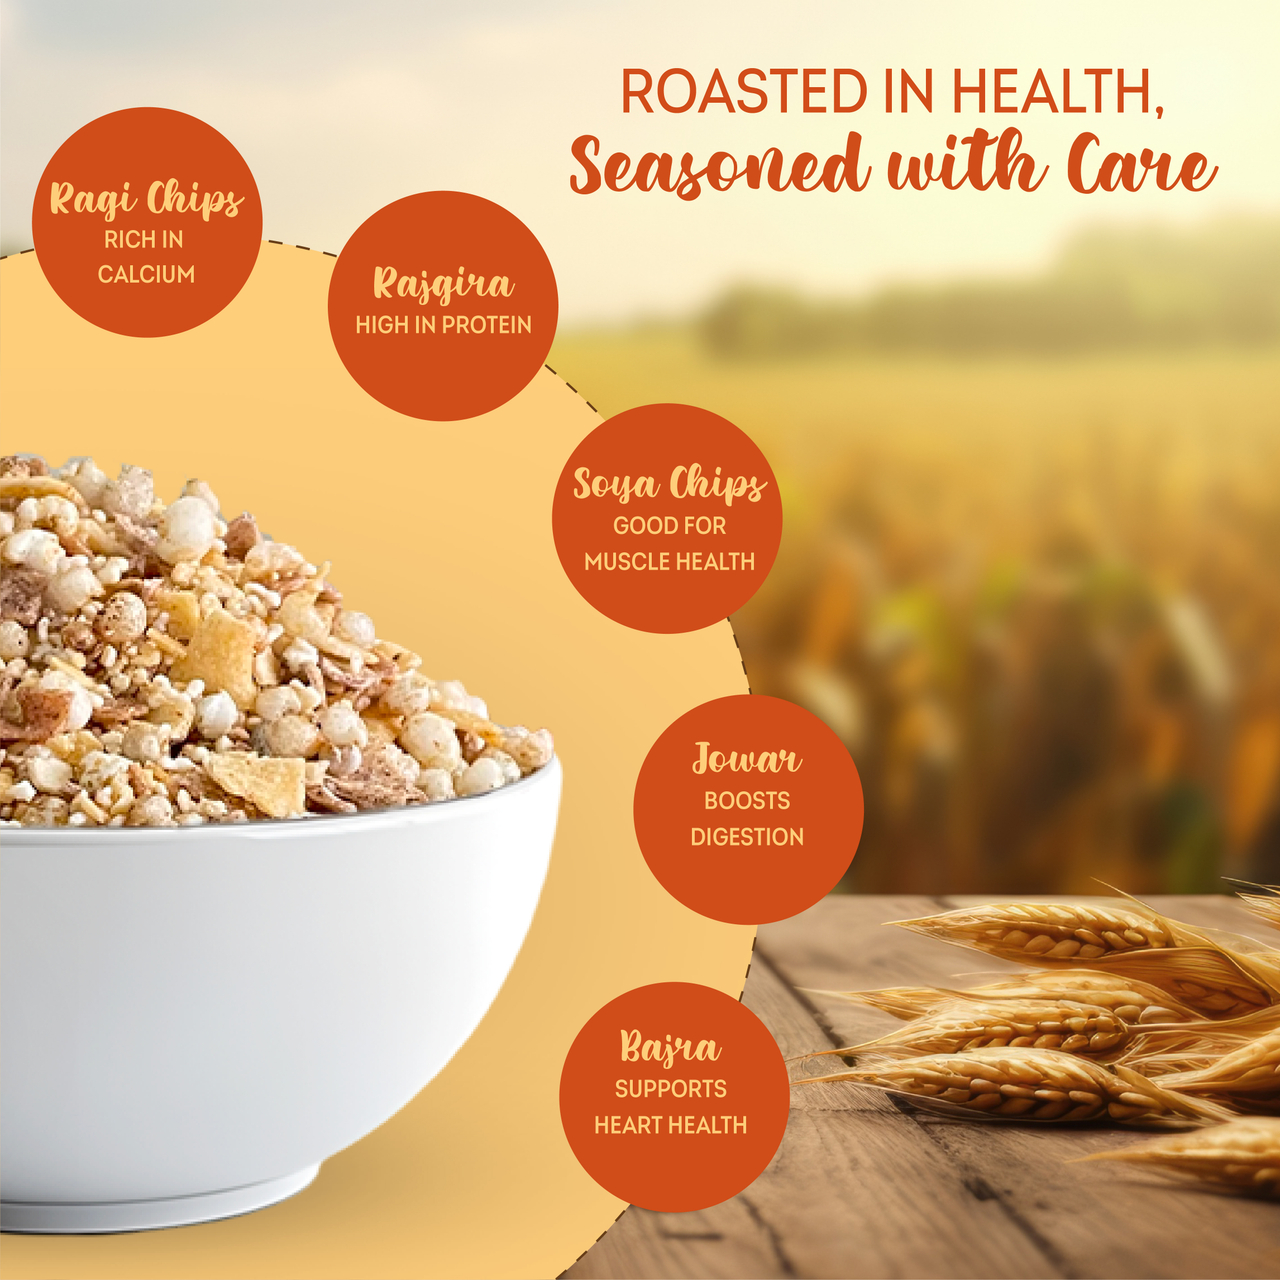 ROASTED IN HEALTH,
Seasoned with Care
Ragi Chips
RICH IN
CALCIUM
Rajgira
HIGH IN PROTEIN
Soya Chips
GOOD FOR
MUSCLE HEALTH
Jowar
BOOSTS
DIGESTION
Bajra
SUPPORTS
HEART HEALTH